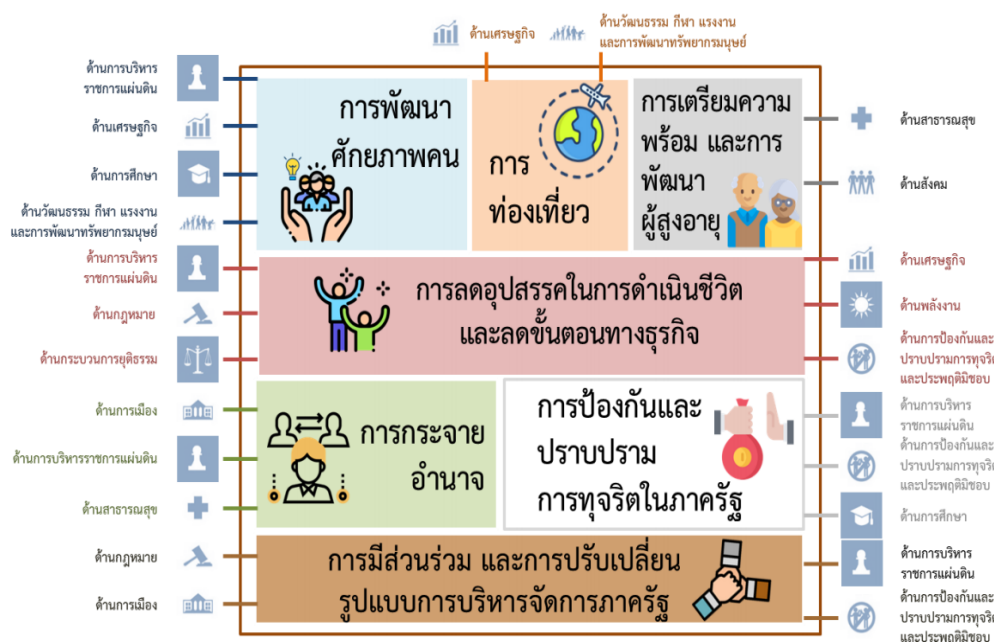 ด้านเศรษฐกิจ
ด้านวัฒนธรรม กีฬา แรงงาน
และการพัฒนาทรัพยากรมนุษย์
ด้านการบริหาร
ราชการแผ่นดิน
ด้านเศรษฐกิจ
ด้านการศึกษา
ด้านวัฒนธรรม กีฬา แรงงาน
และการพัฒนาทรัพยากรมนุษย์
ด้านการบริหาร
ราชการแผ่นดิน
ด้านกฎหมาย
ด้านกระบวนการยุติธรรม
ด้านการเมือง
ด้านการบริหารราชการแผ่นดิน
ด้านสาธารณสุข
ด้านกฎหมาย
ด้านการเมือง
การพัฒนา
ศักยภาพคน
การ
ท่องเที่ยว
การเตรียมความ
พร้อม และการ
พัฒนา
ผู้สูงอายุ
การลดอุปสรรคในการดำเนินชีวิต
และลดขั้นตอนทางธุรกิจ
การกระจาย
อำนาจ
การป้องกันและ
ปราบปราม
การทุจริตในภาครัฐ
การมีส่วนร่วม และการปรับเปลี่ยน
รูปแบบการบริหารจัดการภาครัฐ
ด้านสาธารณสุข
ด้านสังคม
ด้านเศรษฐกิจ
ด้านพลังงาน
ด้านการป้องกันและ
ปราบปรามการทุจริต
และประพฤติมิชอบ
ด้านการบริหาร
ราชการแผ่นดิน
ด้านการป้องกันและ
ปราบปรามการทุจริต
และประพฤติมิชอบ
ด้านการศึกษา
ด้านการบริหาร
ราชการแผ่นดิน
ด้านการป้องกันและ
ปราบปรามการทุจริต
และประพฤติมิชอบ